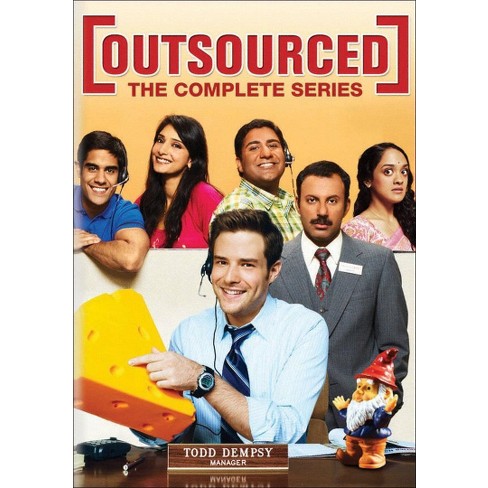 [OUTSOURCED]
THE COMPLETE SERIES
TODD DEMPSY
MANAGER